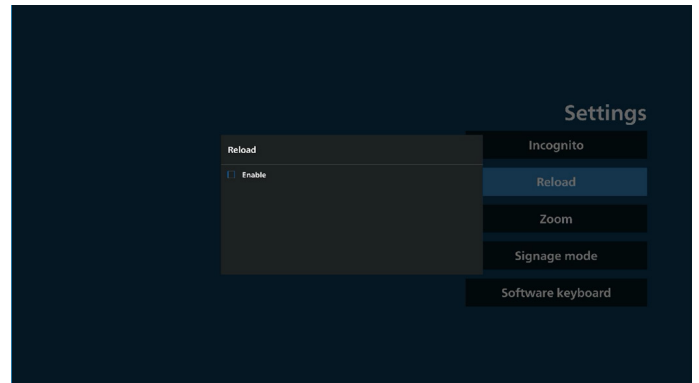 Settings
Incognito
Reload
Enable
Reload
Zoom
Signage mode
Software keyboard